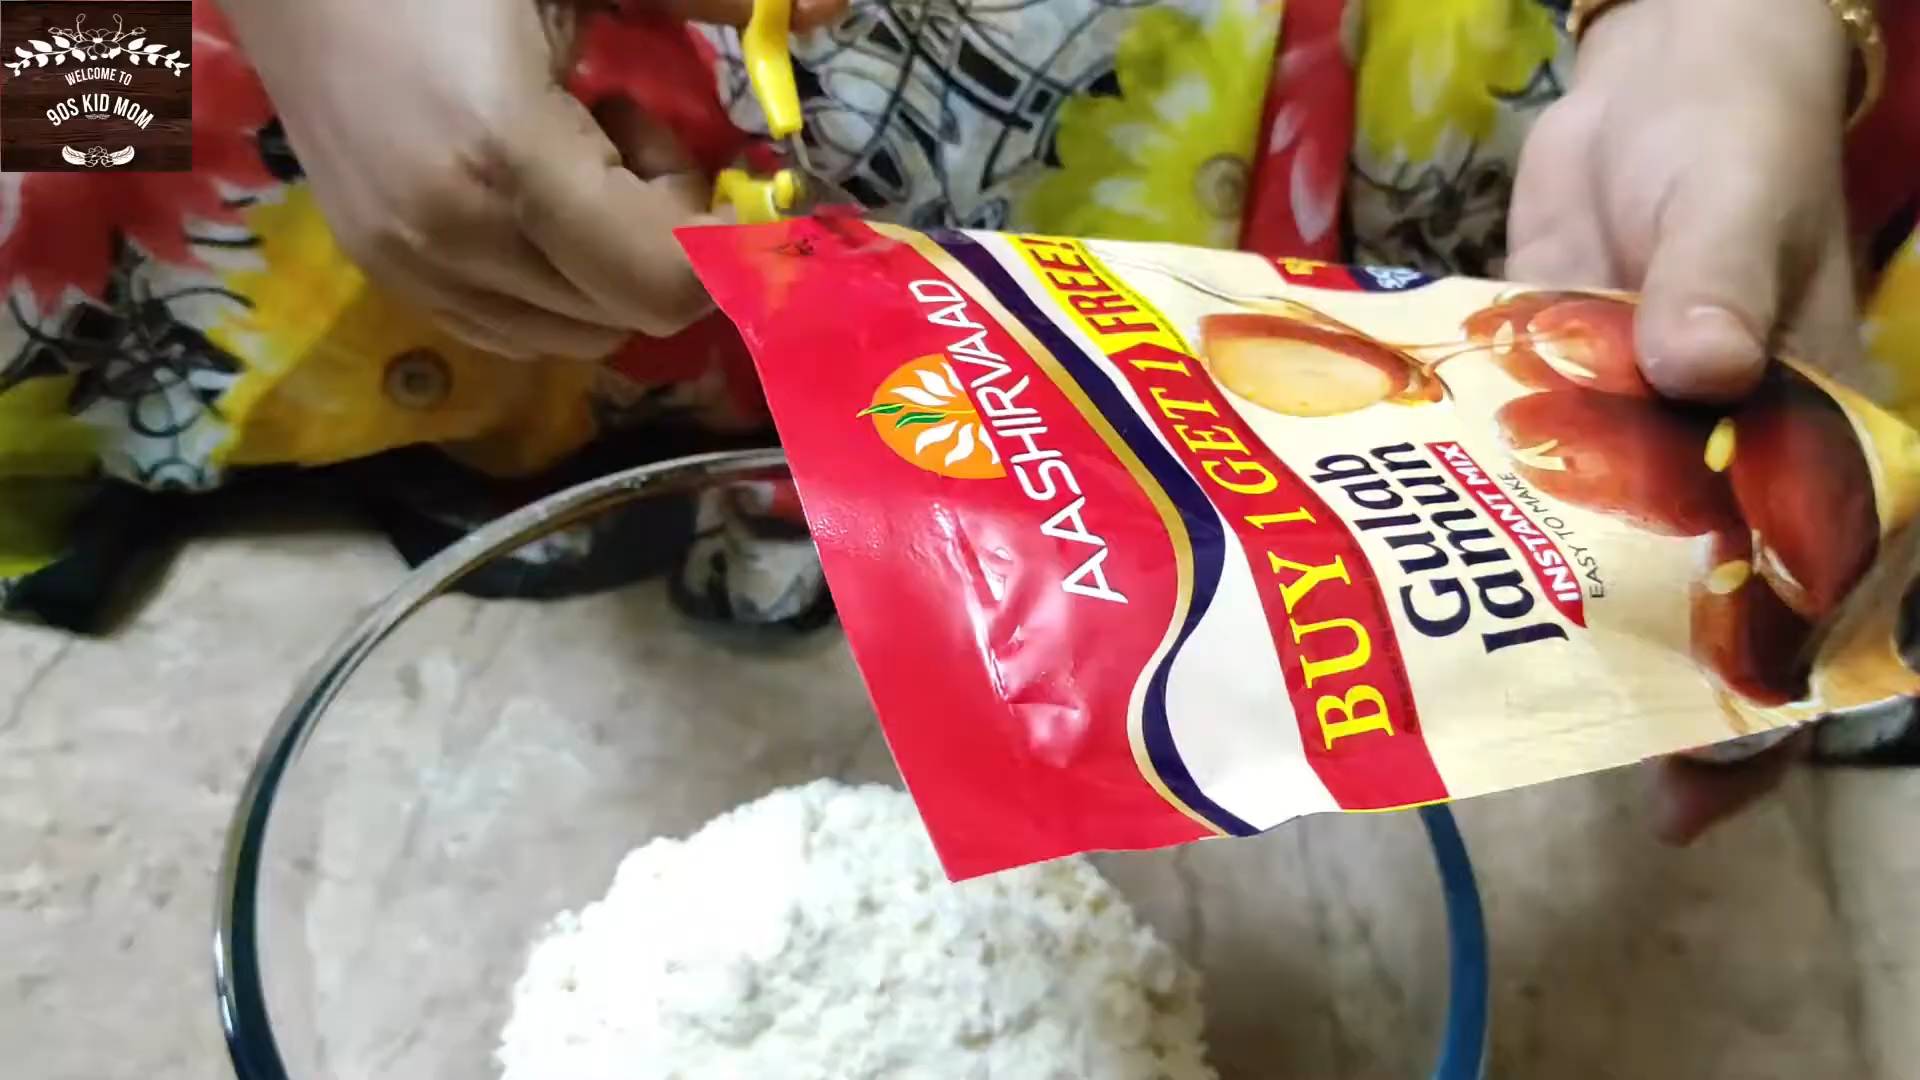 WELCOME TO
90S KID MOM
AASHIRVAAD
BUY 1 GET 1 FREE!
Gulab
Jamun
INSTANT MIX
EASY TO MAKE